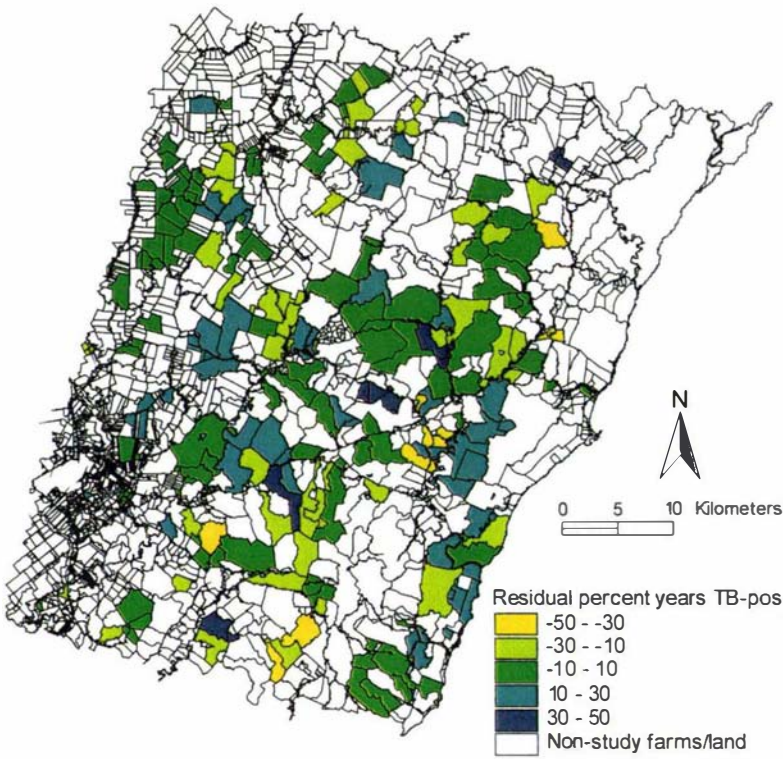 N
0 5 10 Kilometers
Residual percent years TB-pos
-50 - -30
-30 - -10
-10 - 10
10 - 30
30 - 50
Non-study farms/land